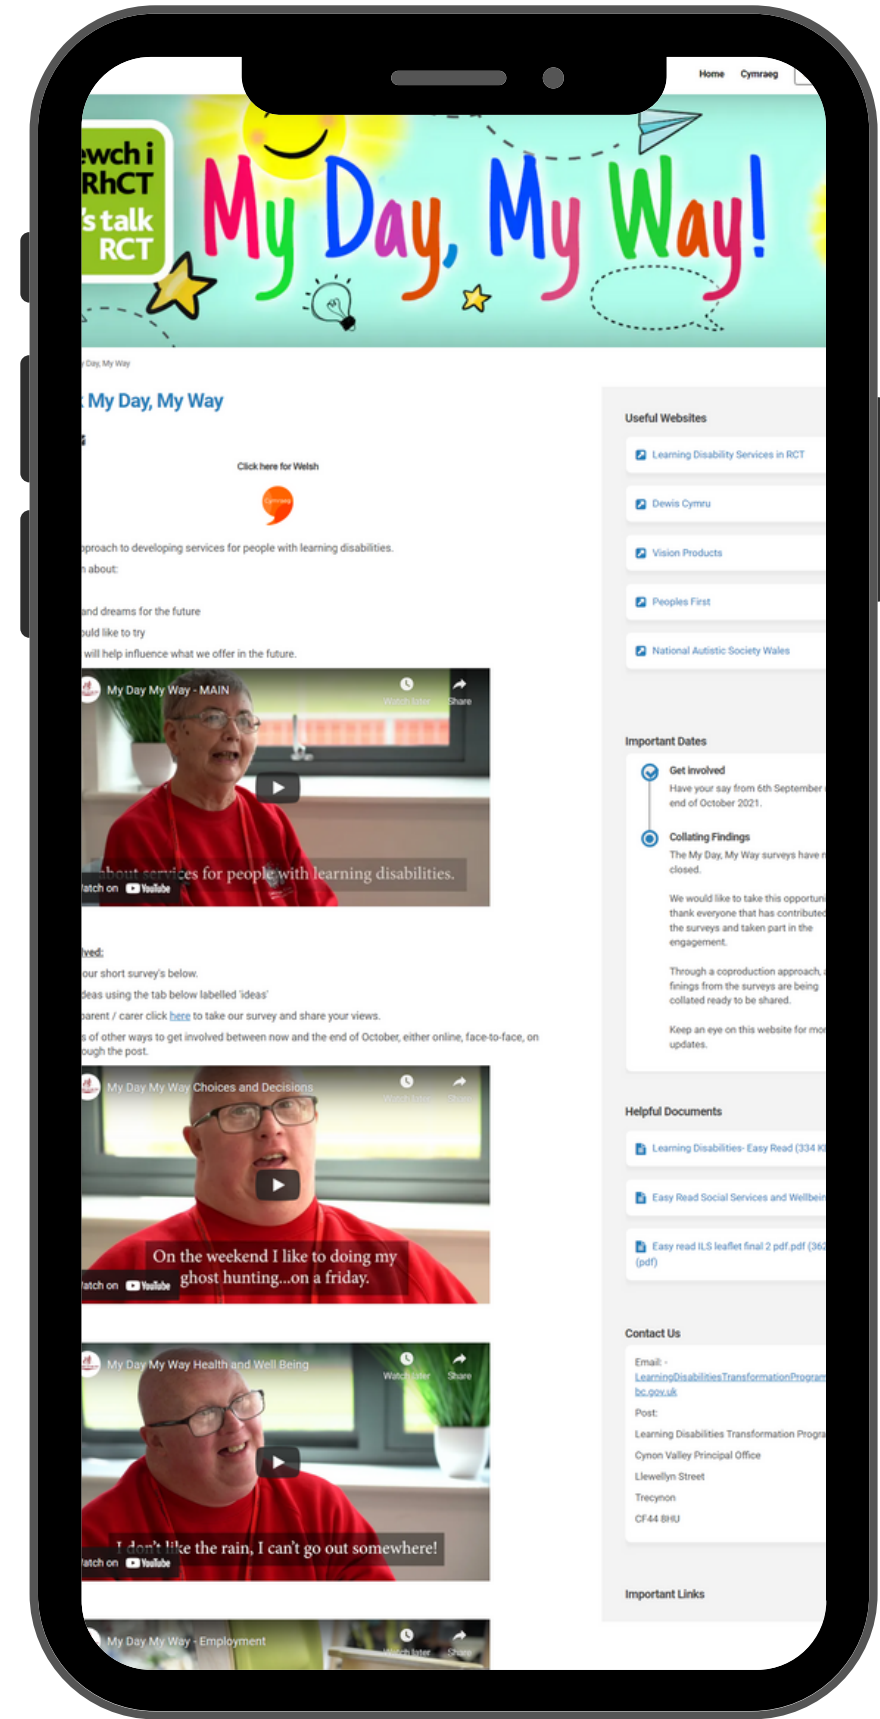 Home Cymraeg
ewch i
RhCT
's talk
RCT
My Day, My Way!
y Day, My Way
: My Day, My Way
Click here for Welsh
Cymraeg
pproach to developing services for people with learning disabilities.
n about:
and dreams for the future
ould like to try
will help influence what we offer in the future.
My Day My Way - MAIN
Watch later Share
about services for people with learning disabilities.
atch on YouTube
lved:
our short survey's below.
deas using the tab below labelled 'ideas'
parent / carer click here to take our survey and share your views.
s of other ways to get involved between now and the end of October, either online, face-to-face, on
ough the post.
My Day My Way Choices and Decisions
Watch later Share
On the weekend I like to doing my
ghost hunting...on a friday.
atch on YouTube
My Day My Way Health and Well Being
Watch later Share
I don't like the rain, I can't go out somewhere!
atch on YouTube
My Day My Way - Employment
Watch later Share
Useful Websites
Learning Disability Services in RCT
Dewis Cymru
Vision Products
Peoples First
National Autistic Society Wales
Important Dates
Get involved
Have your say from 6th September
end of October 2021.
Collating Findings
The My Day, My Way surveys have n
closed.
We would like to take this opportuni
thank everyone that has contributed
the surveys and taken part in the
engagement.
Through a coproduction approach, a
finings from the surveys are being
collated ready to be shared.
Keep an eye on this website for mor
updates.
Helpful Documents
Learning Disabilities- Easy Read (334 K
Easy Read Social Services and Wellbein
Easy read ILS leaflet final 2 pdf.pdf (362
(pdf)
Contact Us
Email: -
LearningDisabilitiesTransformationProgram
bc.gov.uk
Post:
Learning Disabilities Transformation Progra
Cynon Valley Principal Office
Llewellyn Street
Trecynon
CF44 8HU
Important Links